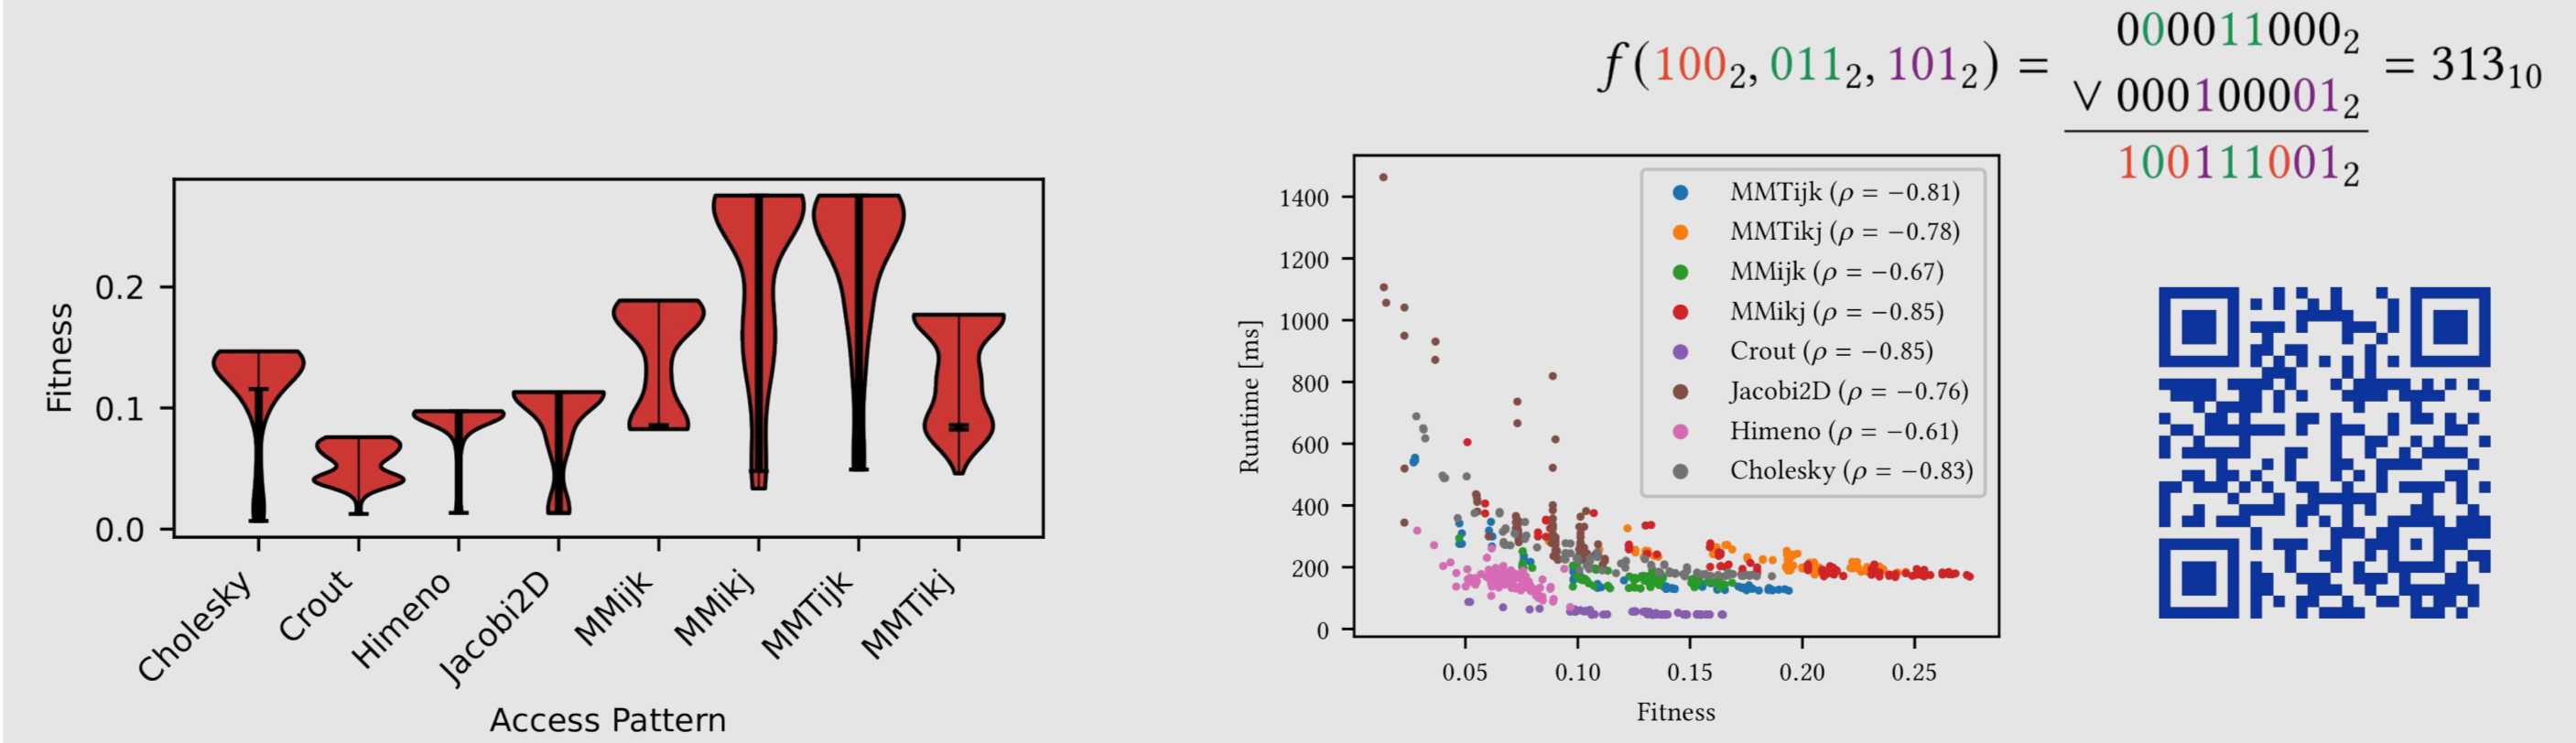 f(100₂, 011₂, 101₂) =
000011000₂
∨ 000100001₂
100111001₂
= 313₁₀
Fitness
0.2
0.1
0.0
Cholesky
Crout
Himeno
Jacobi2D
MMijk
MMikj
MMTijk
MMTikj
Access Pattern
Runtime [ms]
1400
1200
1000
800
600
400
200
0
MMTijk (ρ = −0.81)
MMTikj (ρ = −0.78)
MMijk (ρ = −0.67)
MMikj (ρ = −0.85)
Crout (ρ = −0.85)
Jacobi2D (ρ = −0.76)
Himeno (ρ = −0.61)
Cholesky (ρ = −0.83)
0.05 0.10 0.15 0.20 0.25
Fitness